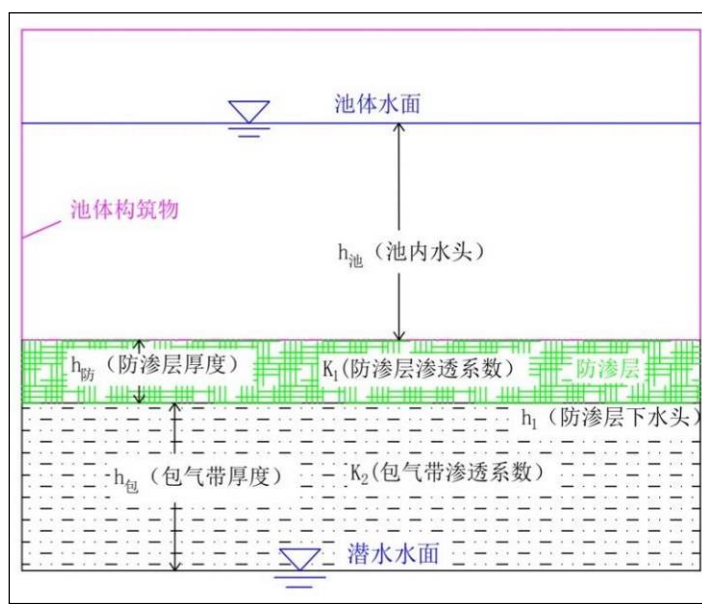 池体水面
池体构筑物
h池（池内水头）
h防（防渗层厚度）
K1(防渗层渗透系数）
防渗层
h1（防渗层下水头）
h包（包气带厚度）
K2(包气带渗透系数）
潜水水面